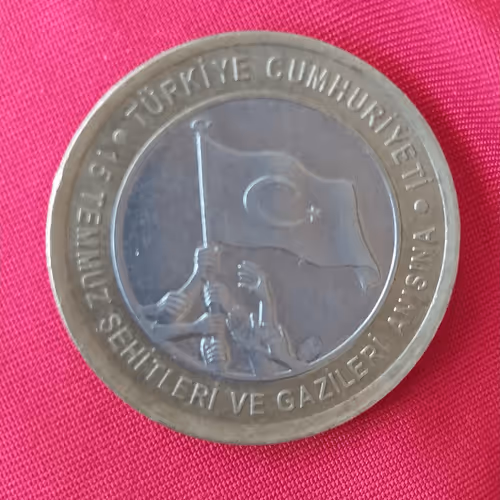 TÜRKİYE CUMHURİYETİ
• 15 TEMMUZ ŞEHİTLERİ VE GAZİLERİ ANISINA •